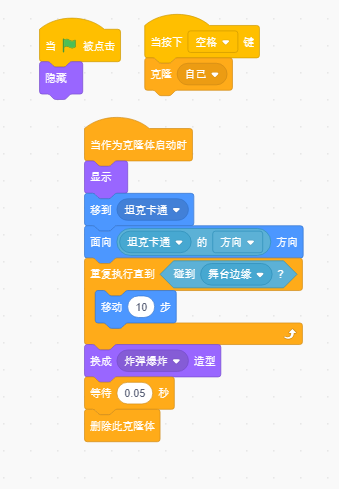 当 被点击
隐藏
当按下 空格 键
克隆 自己
当作为克隆体启动时
显示
移到 坦克卡通
面向 坦克卡通 的 方向 方向
重复执行直到 碰到 舞台边缘 ?
移动 10 步
换成 炸弹爆炸 造型
等待 0.05 秒
删除此克隆体